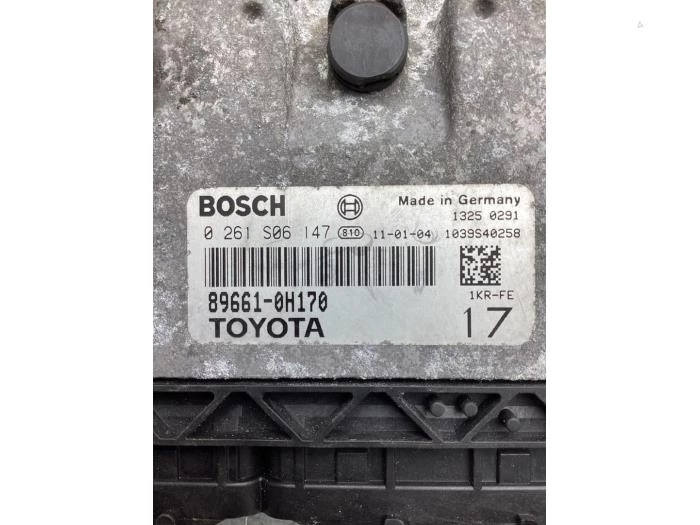 BOSCH
Made in Germany
1325 0291
0 261 S06 147 810 11-01-04 1039S40258
89661-0H170
1KR-FE
TOYOTA
17